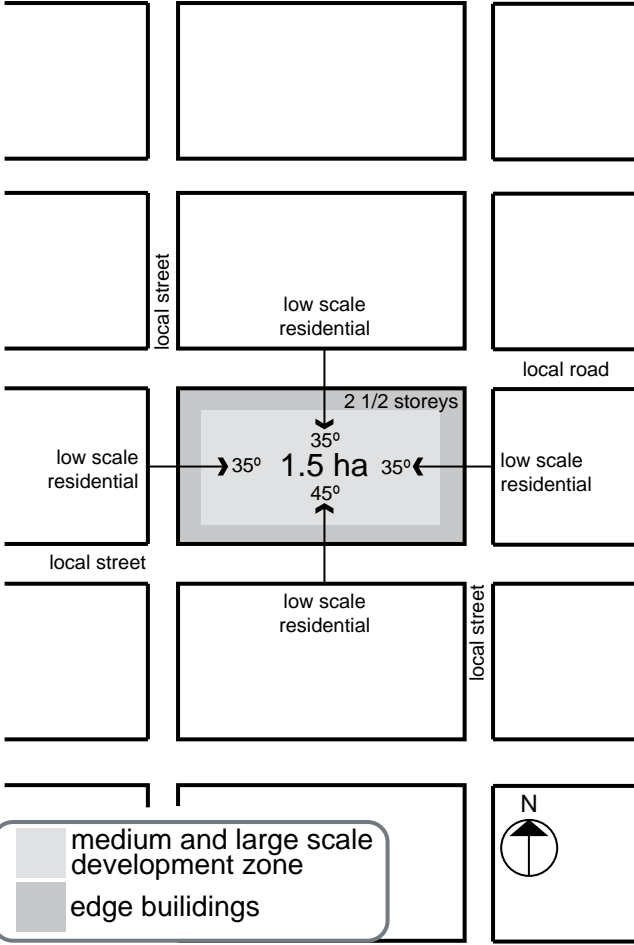 local street
low scale
residential
local road
2 1/2 storeys
35º
low scale
residential
35º
1.5 ha
35º
low scale
residential
45º
local street
low scale
residential
local street
N
medium and large scale
development zone
edge builidings